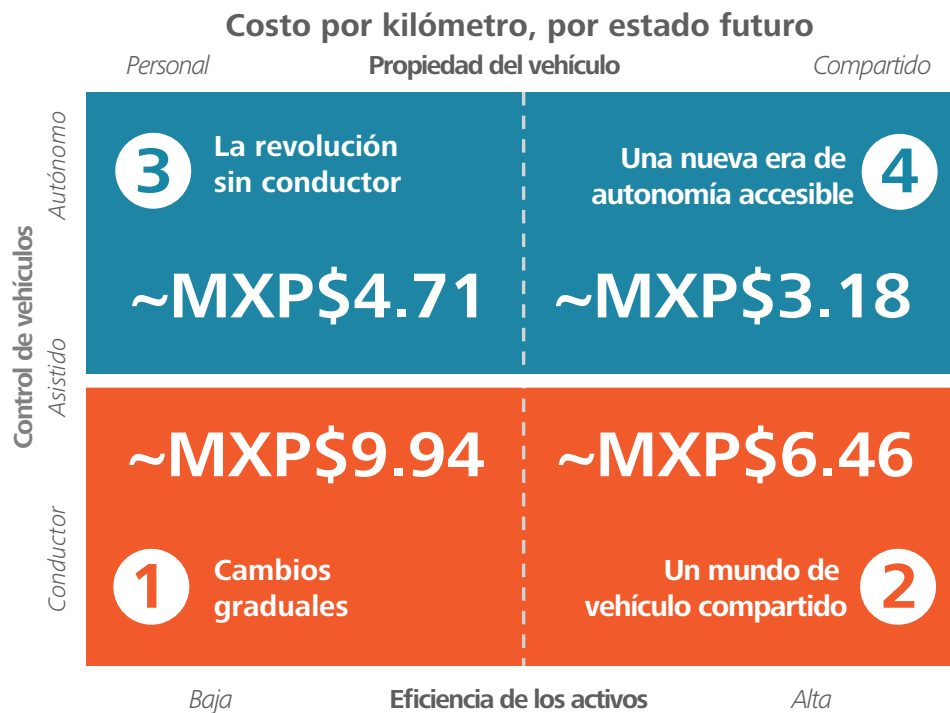 Costo por kilómetro, por estado futuro
Personal
Propiedad del vehículo
Compartido
Control de vehículos
Autónomo
Asistido
Conductor
3
La revolución
sin conductor
~MXP$4.71
Una nueva era de
autonomía accesible
4
~MXP$3.18
~MXP$9.94
1
Cambios
graduales
~MXP$6.46
Un mundo de
vehículo compartido
2
Baja
Eficiencia de los activos
Alta